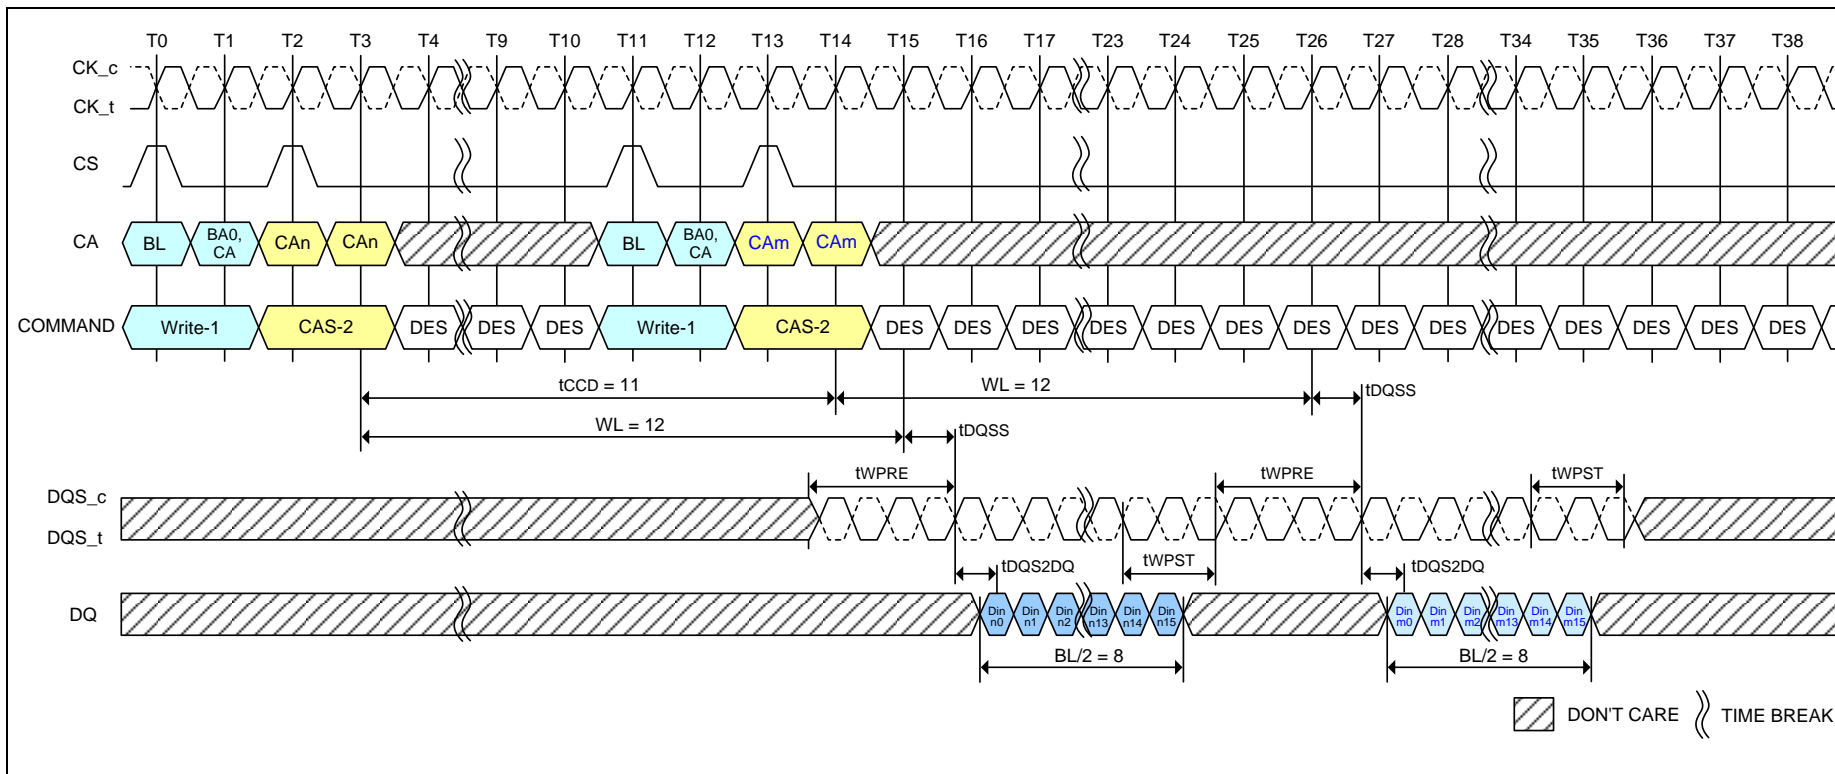 T0 T1 T2 T3 T4 T9 T10 T11 T12 T13 T14 T15 T16 T17 T23 T24 T25 T26 T27 T28 T34 T35 T36 T37 T38
CK_c
CK_t
CS
CA
BL BA0, CA CAn CAn BL BA0, CA CAm CAm
COMMAND
Write-1 CAS-2 DES DES DES Write-1 CAS-2 DES DES DES DES DES DES DES DES DES DES DES DES DES DES
tCCD = 11 WL = 12 tDQSS
WL = 12 tDQSS
tWPRE tWPRE tWPST
DQS_c
DQS_t
tDQS2DQ tWPST tDQS2DQ
DQ
Din n0 Din n1 Din n2 Din n13 Din n14 Din n15 Din m0 Din m1 Din m2 Din m13 Din m14 Din m15
BL/2 = 8 BL/2 = 8
DON'T CARE TIME BREAK